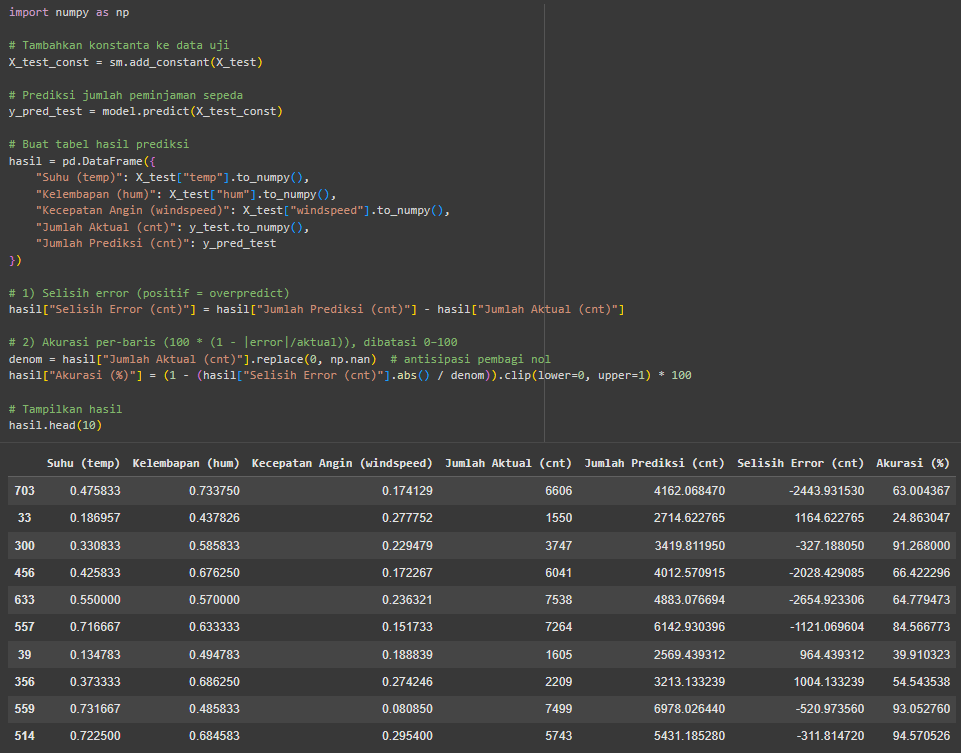 import numpy as np
# Tambahkan konstanta ke data uji
X_test_const = sm.add_constant(X_test)
# Prediksi jumlah peminjaman sepeda
y_pred_test = model.predict(X_test_const)
# Buat tabel hasil prediksi
hasil = pd.DataFrame({
    "Suhu (temp)": X_test["temp"].to_numpy(),
    "Kelembapan (hum)": X_test["hum"].to_numpy(),
    "Kecepatan Angin (windspeed)": X_test["windspeed"].to_numpy(),
    "Jumlah Aktual (cnt)": y_test.to_numpy(),
    "Jumlah Prediksi (cnt)": y_pred_test
})
# 1) Selisih error (positif = overpredict)
hasil["Selisih Error (cnt)"] = hasil["Jumlah Prediksi (cnt)"] - hasil["Jumlah Aktual (cnt)"]
# 2) Akurasi per-baris (100 * (1 - |error|/aktual)), dibatasi 0–100
denom = hasil["Jumlah Aktual (cnt)"].replace(0, np.nan)  # antisipasi pembagi nol
hasil["Akurasi (%)"] = (1 - (hasil["Selisih Error (cnt)"].abs() / denom)).clip(lower=0, upper=1) * 100
# Tampilkan hasil
hasil.head(10)
Suhu (temp) Kelembapan (hum) Kecepatan Angin (windspeed) Jumlah Aktual (cnt) Jumlah Prediksi (cnt) Selisih Error (cnt) Akurasi (%)
703 0.475833 0.733750 0.174129 6606 4162.068470 -2443.931530 63.004367
33 0.186957 0.437826 0.277752 1550 2714.622765 1164.622765 24.863047
300 0.330833 0.585833 0.229479 3747 3419.811950 -327.188050 91.268000
456 0.425833 0.676250 0.172267 6041 4012.570915 -2028.429085 66.422296
633 0.550000 0.570000 0.236321 7538 4883.076694 -2654.923306 64.779473
557 0.716667 0.633333 0.151733 7264 6142.930396 -1121.069604 84.566773
39 0.134783 0.494783 0.188839 1605 2569.439312 964.439312 39.910323
356 0.373333 0.686250 0.274246 2209 3213.133239 1004.133239 54.543538
559 0.731667 0.485833 0.080850 7499 6978.026440 -520.973560 93.052760
514 0.722500 0.684583 0.295400 5743 5431.185280 -311.814720 94.570526